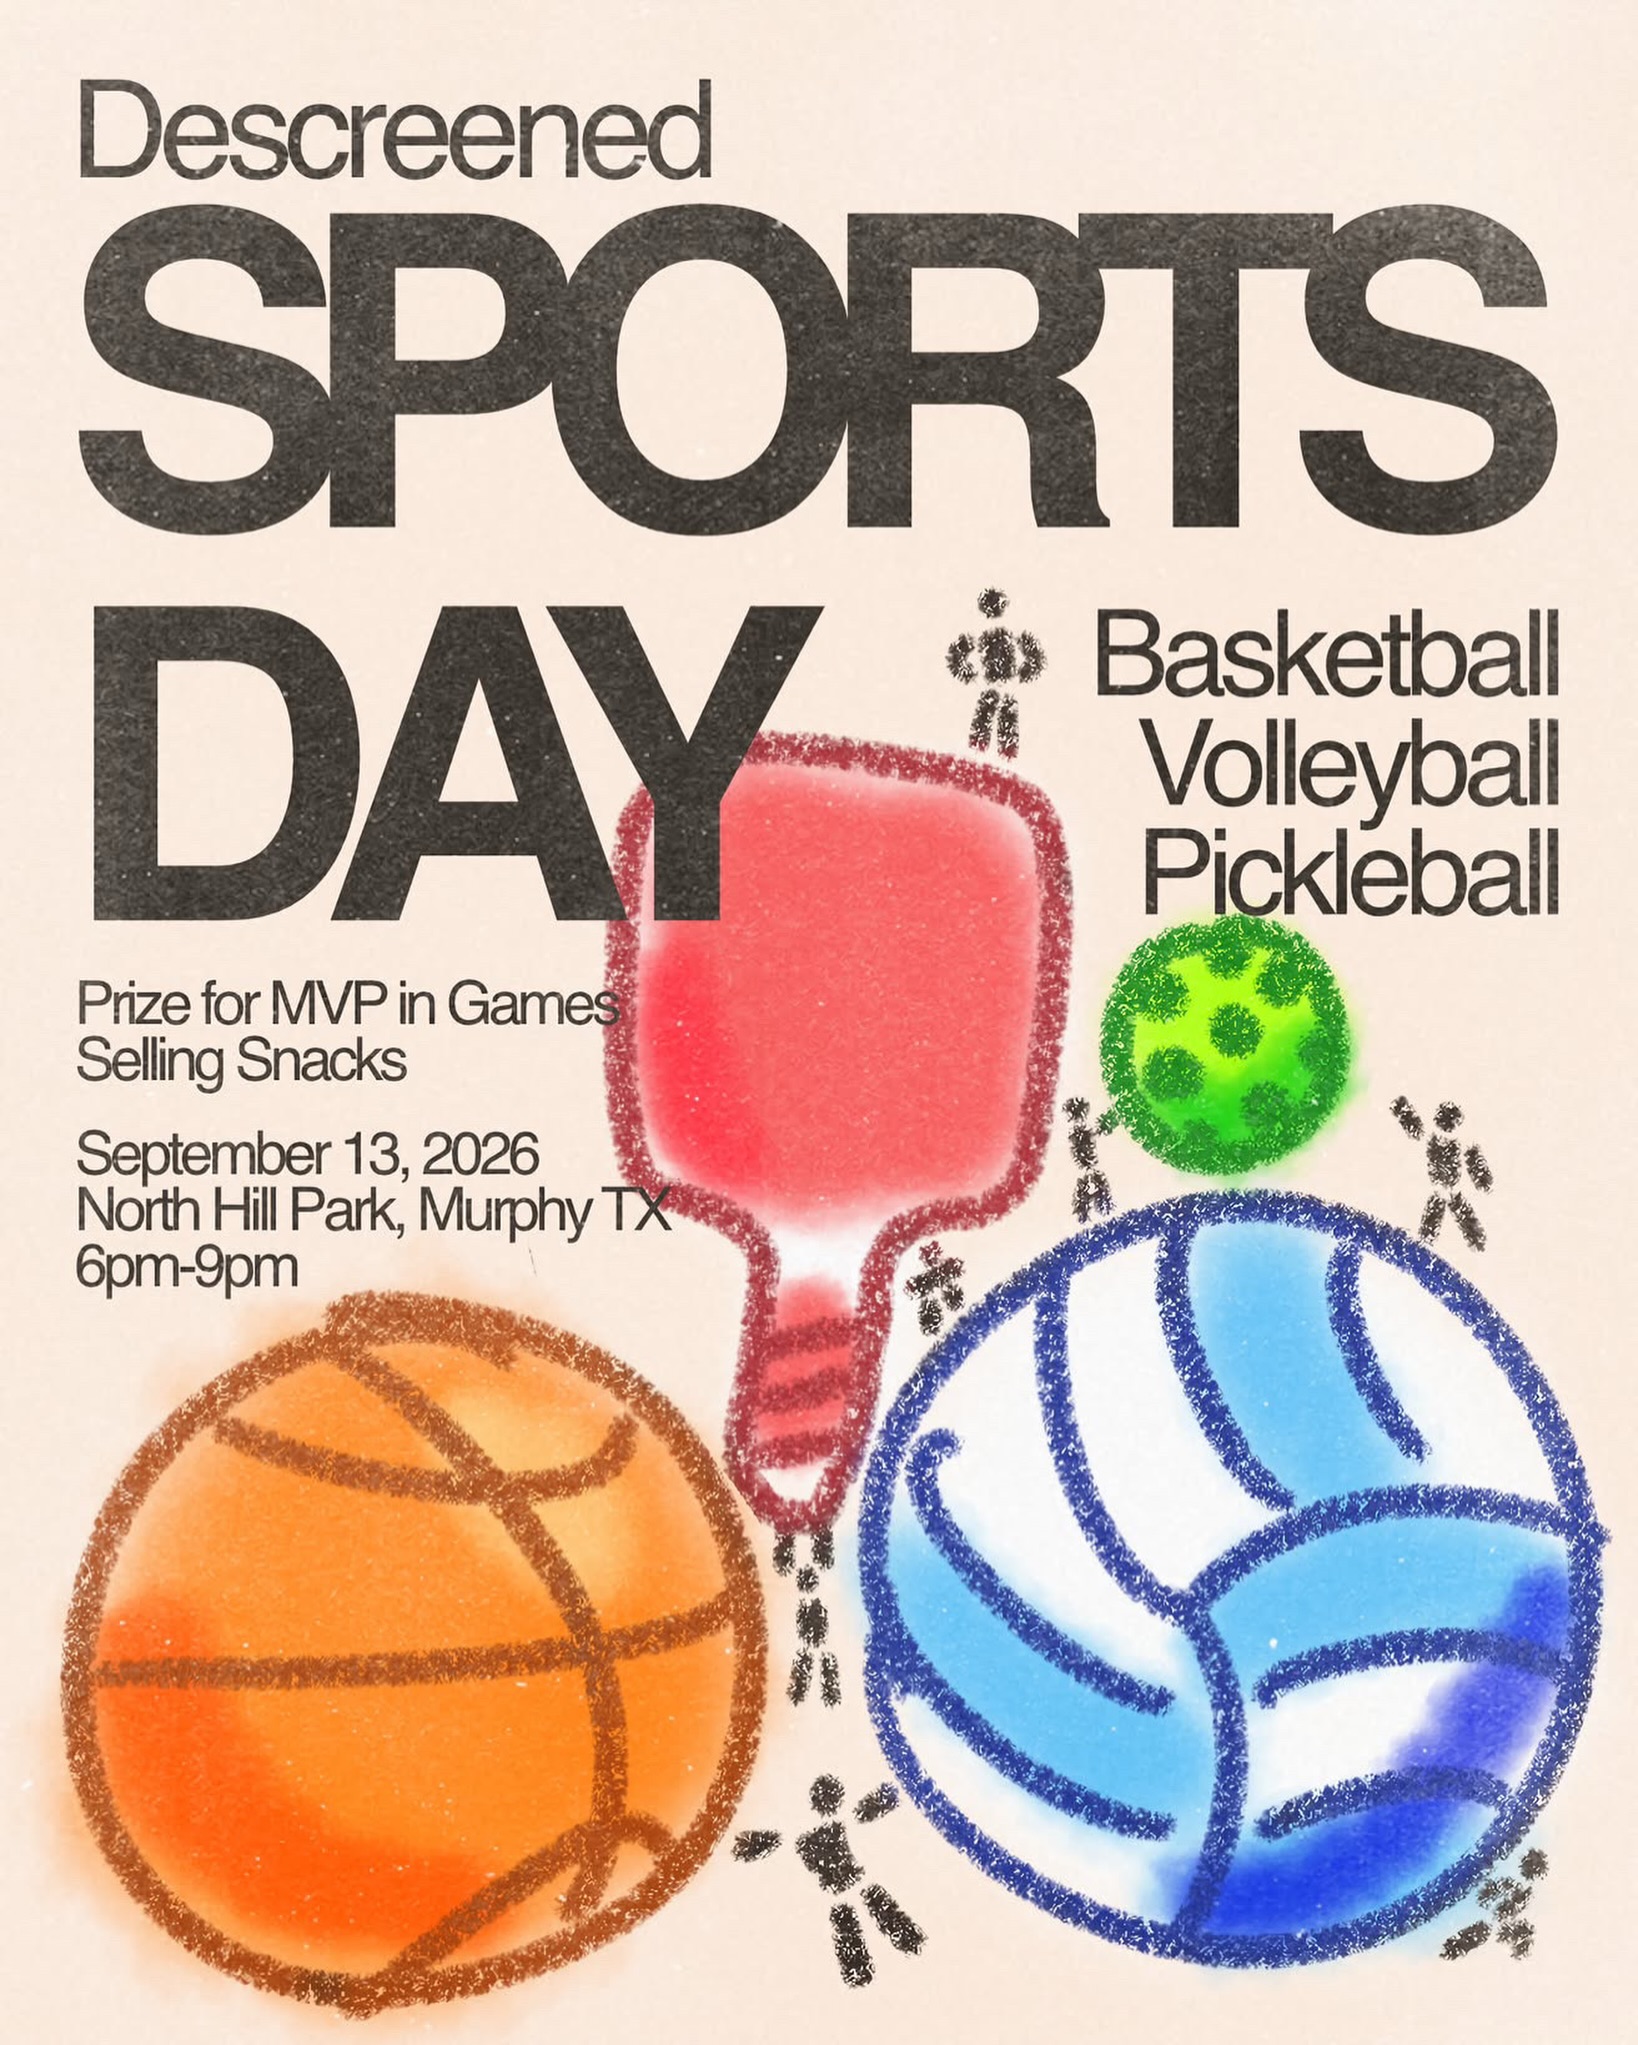 Descreened
SPORTS
DAY
Basketball
Volleyball
Pickleball
Prize for MVP in Games
Selling Snacks
September 13, 2026
North Hill Park, Murphy TX
6pm-9pm